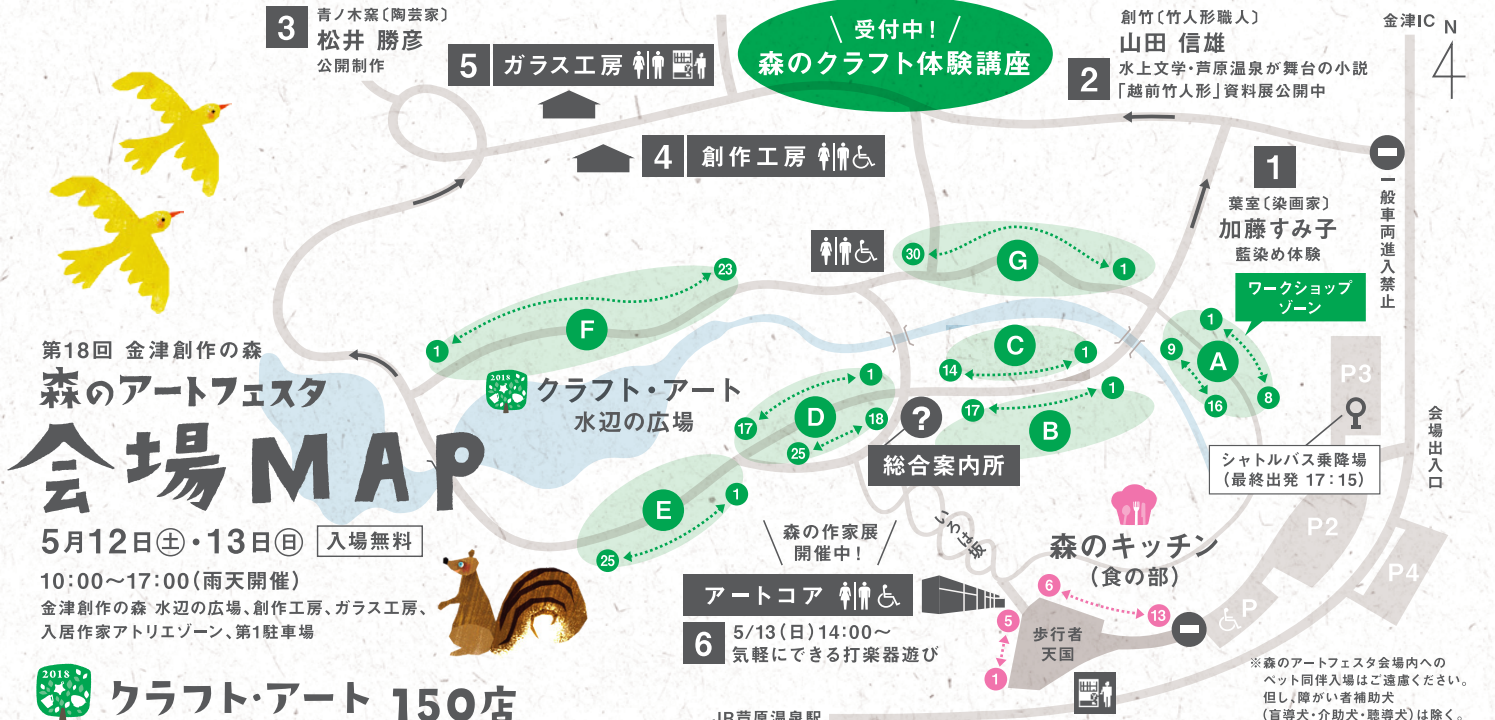 3
青ノ木窯〔陶芸家〕
松井 勝彦
公開制作
5 ガラス工房
受付中!
森のクラフト体験講座
創竹〔竹人形職人〕
山田 信雄
2
水上文学・芦原温泉が舞台の小説
「越前竹人形」資料展公開中
金津IC
N
4 創作工房
1
葉室〔染画家〕
加藤すみ子
藍染め体験
一般車両進入禁止
ワークショップ
ゾーン
30 G 1
23
F
1
C
14 1
1
9 A
16 8
P3
第18回 金津創作の森
森のアートフェスタ
会場MAP
5月12日土・13日日 入場無料
10:00〜17:00(雨天開催)
金津創作の森 水辺の広場、創作工房、ガラス工房、
入居作家アトリエゾーン、第1駐車場
2018
クラフト・アート
水辺の広場
1
D
17 18
25
?
総合案内所
1
17
B
シャトルバス乗降場
(最終出発 17:15)
会場出入口
1
E
25
森の作家展
開催中!
アートコア
6
5/13(日)14:00〜
気軽にできる打楽器遊び
いろは坂
森のキッチン
(食の部)
6
13
5
1
歩行者
天国
P2
P4
P
※森のアートフェスタ会場内への
ペット同伴入場はご遠慮ください。
但し、障がい者補助犬
(盲導犬・介助犬・聴導犬)は除く。
2018
クラフト・アート 150店
JR芦原温泉駅